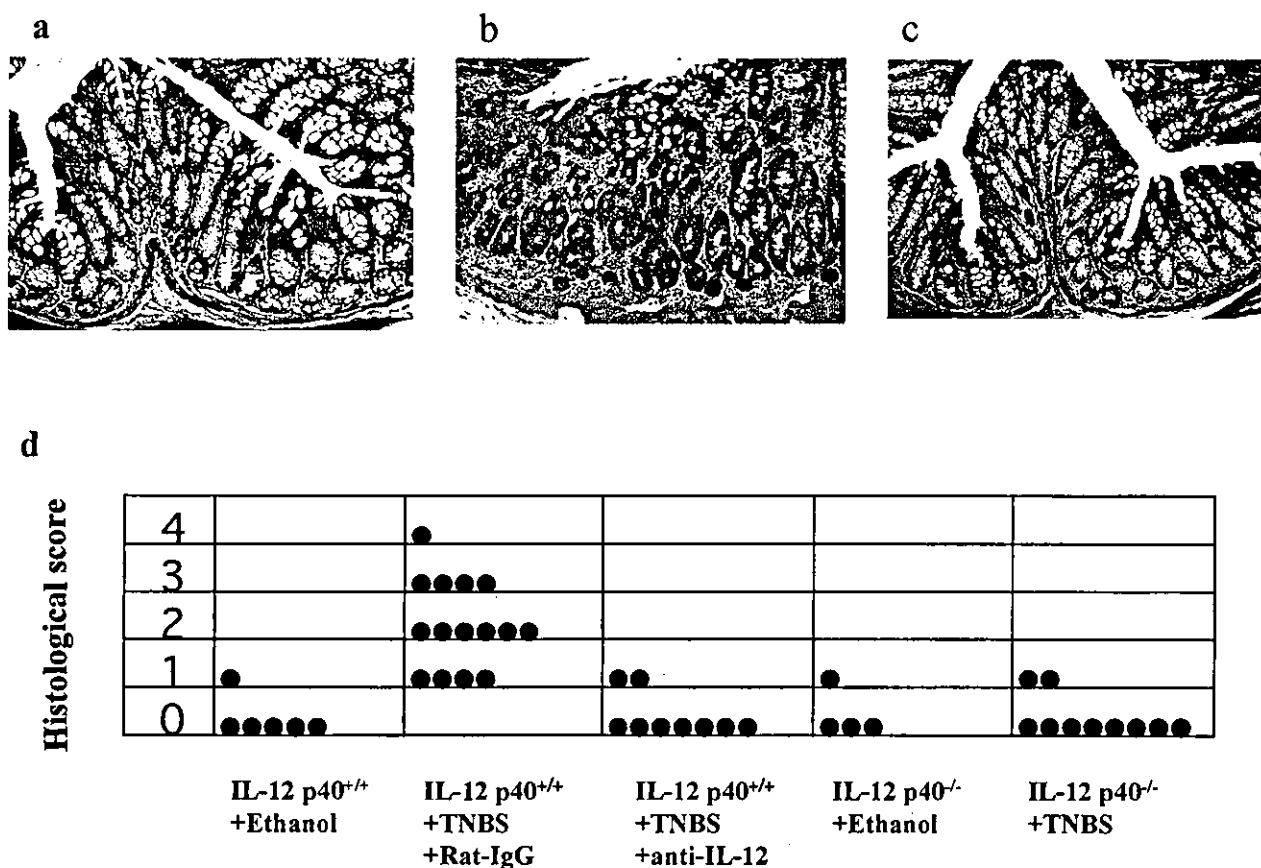 a
b
c
d
Histological score
4
3
2
1
0
IL-12 p40+/+ +Ethanol
IL-12 p40+/+ +TNBS +Rat-IgG
IL-12 p40+/+ +TNBS +anti-IL-12
IL-12 p40-/- +Ethanol
IL-12 p40-/- +TNBS